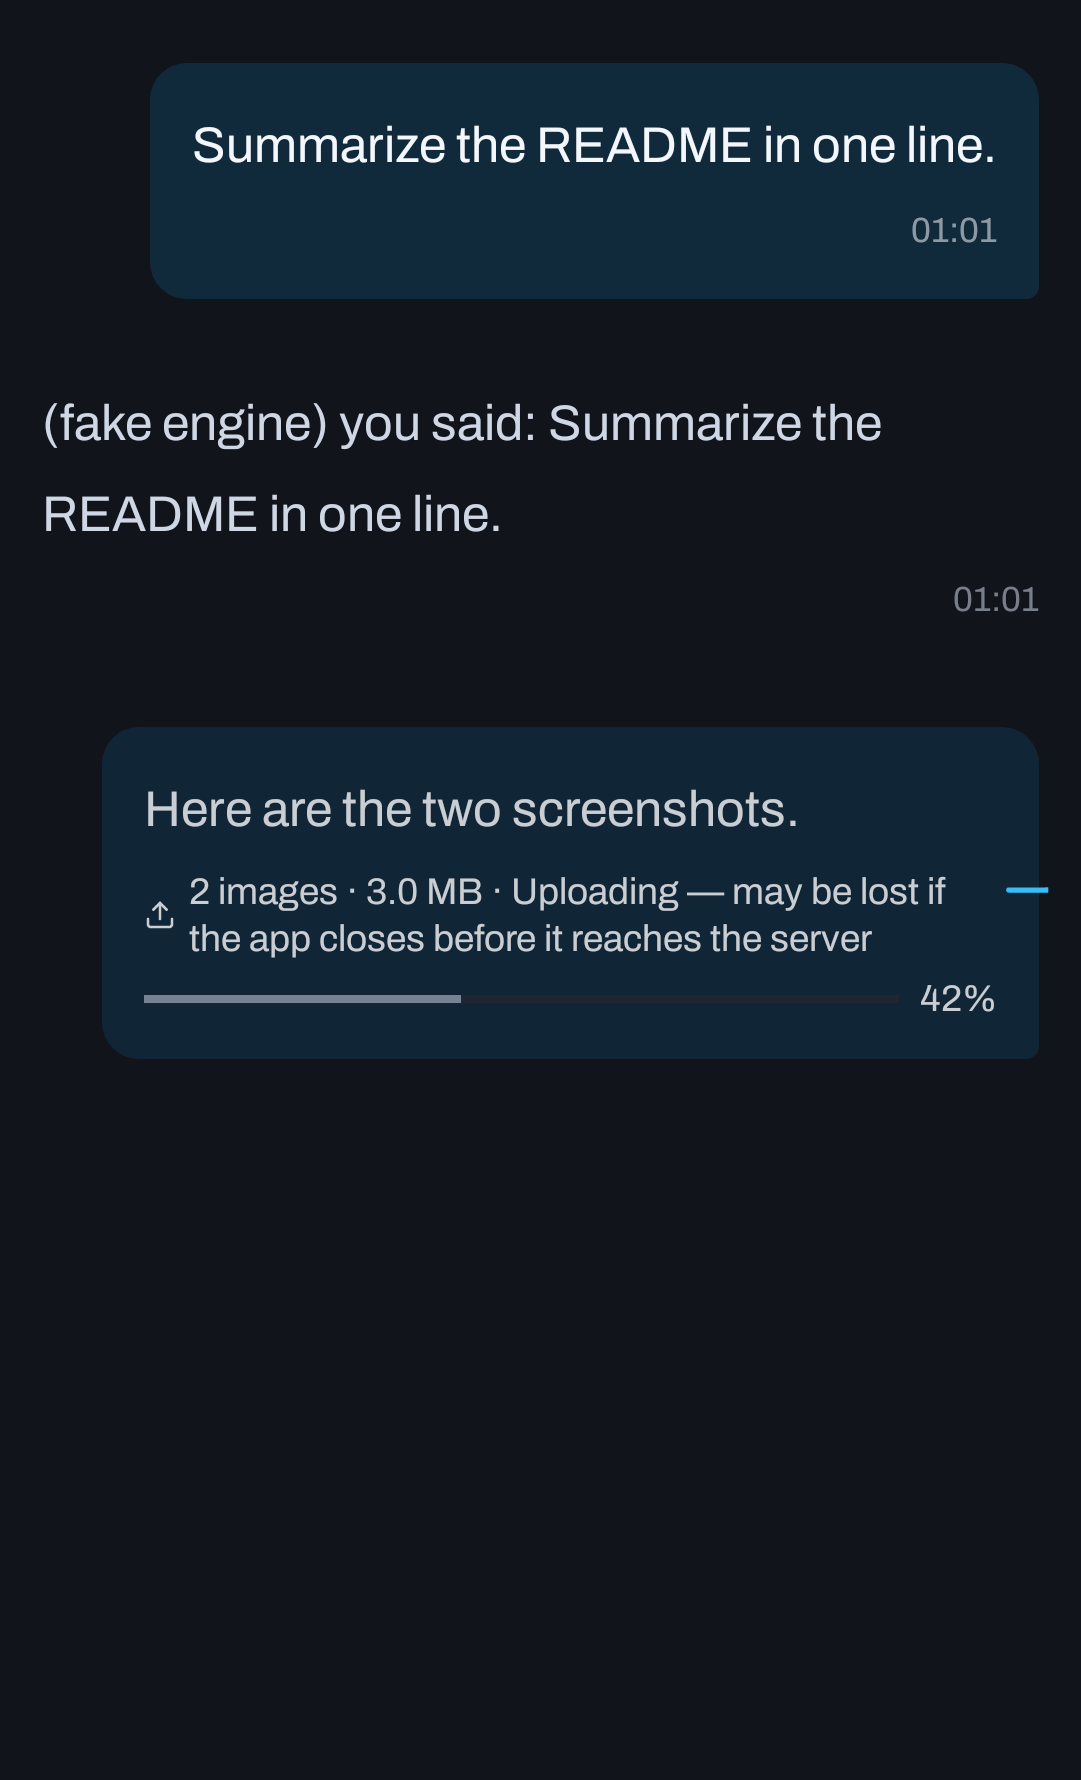 Summarize the README in one line.
01:01
(fake engine) you said: Summarize the
README in one line.
01:01
Here are the two screenshots.
2 images · 3.0 MB · Uploading — may be lost if
the app closes before it reaches the server
42%